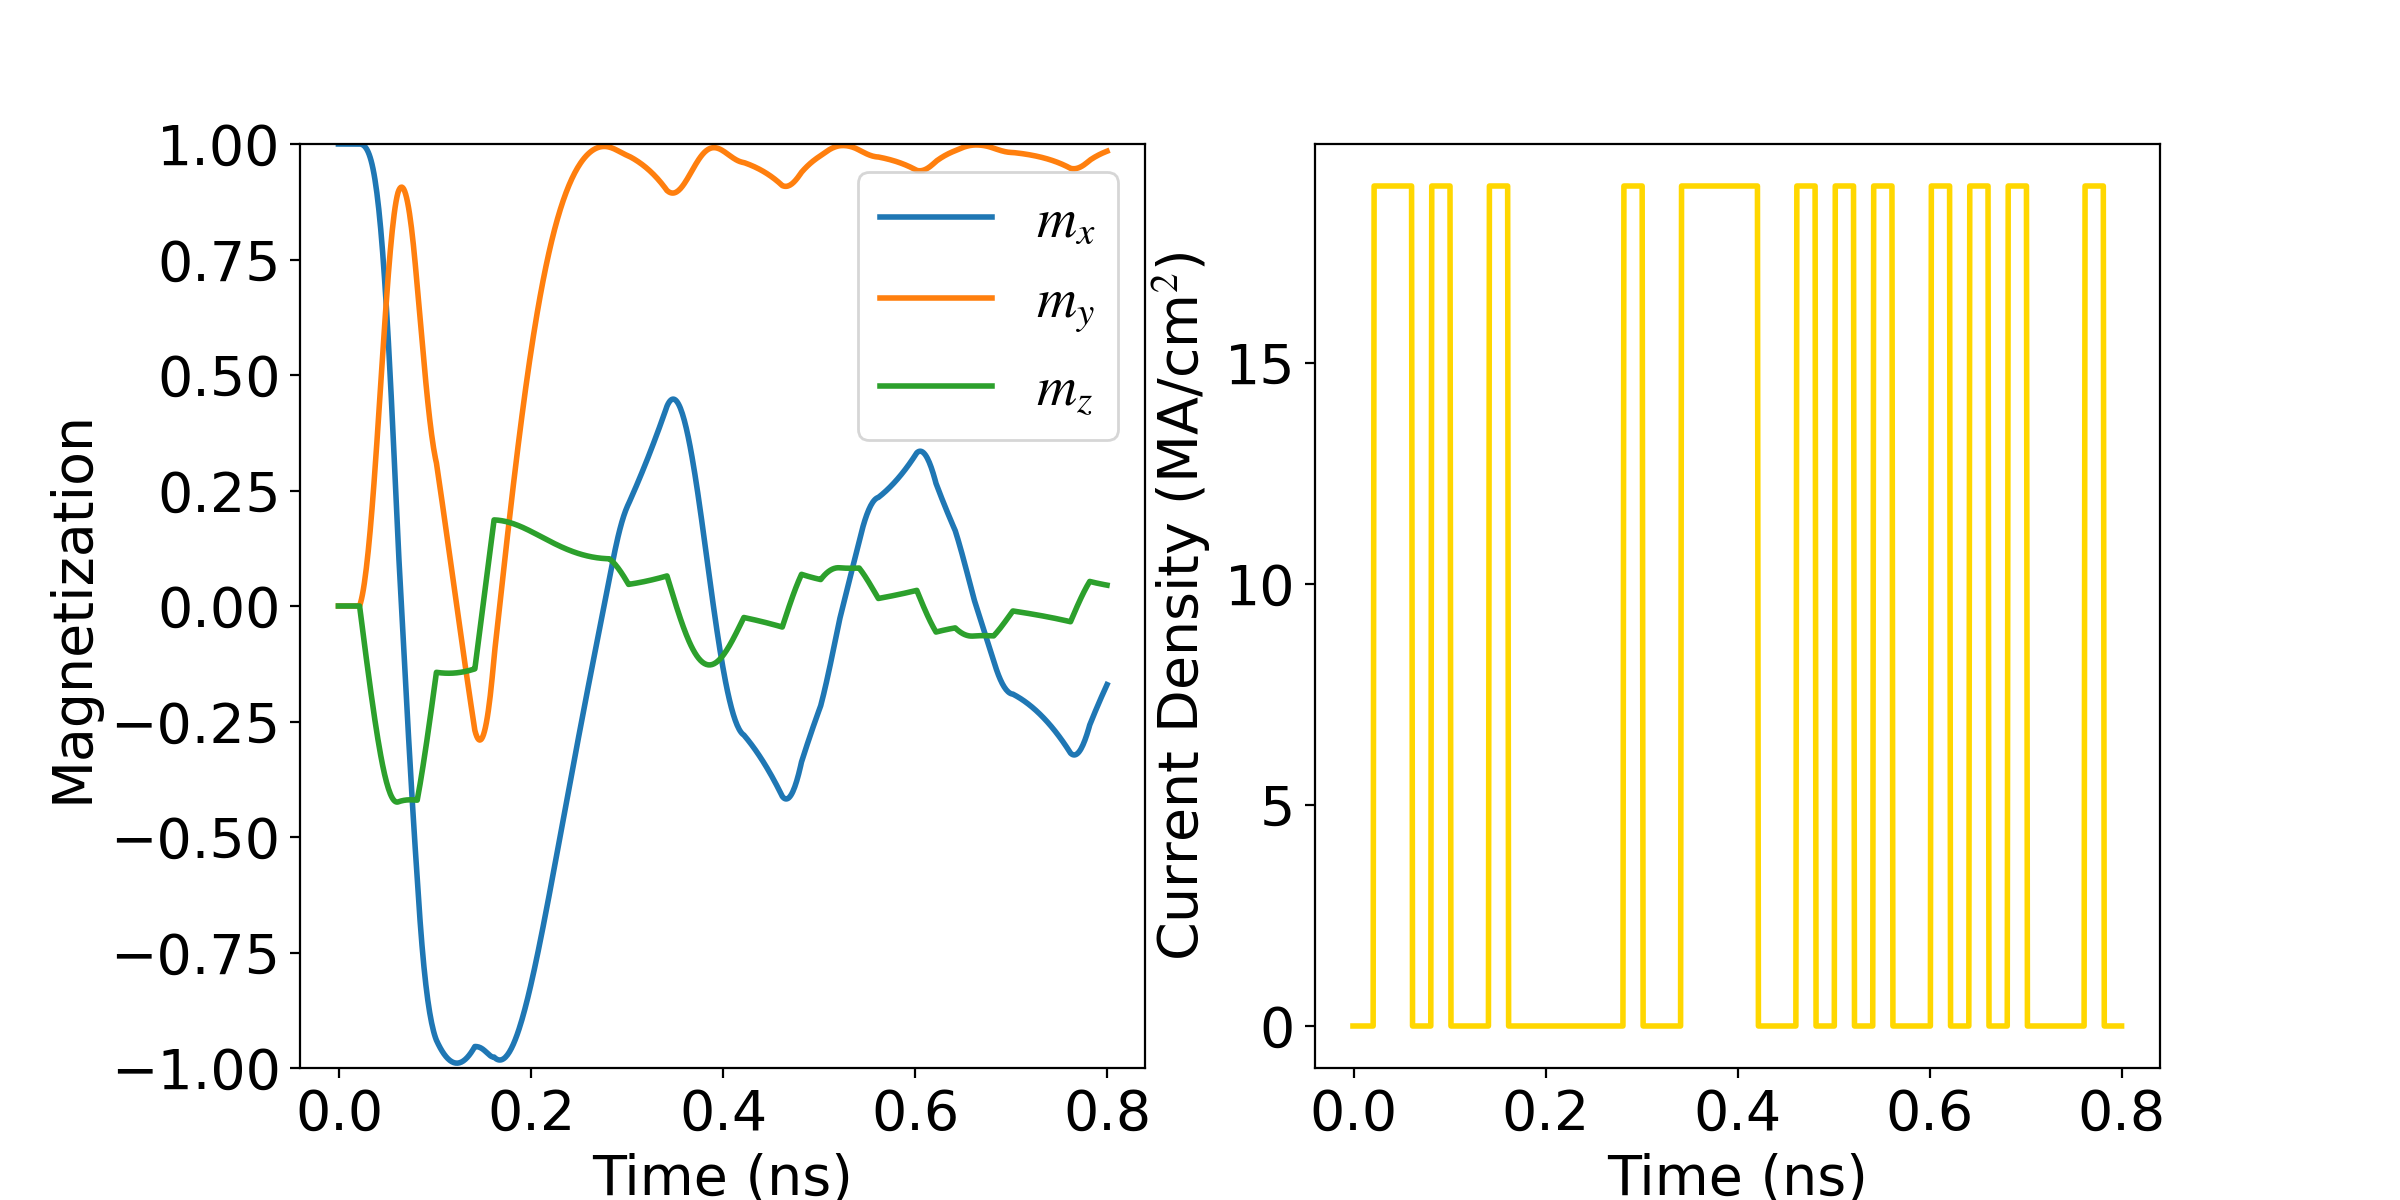 1.00
0.75
0.50
0.25
0.00
−0.25
−0.50
−0.75
−1.00
Magnetization
0.0 0.2 0.4 0.6 0.8
Time (ns)
m_x
m_y
m_z
15
10
5
0
Current Density (MA/cm²)
0.0 0.2 0.4 0.6 0.8
Time (ns)